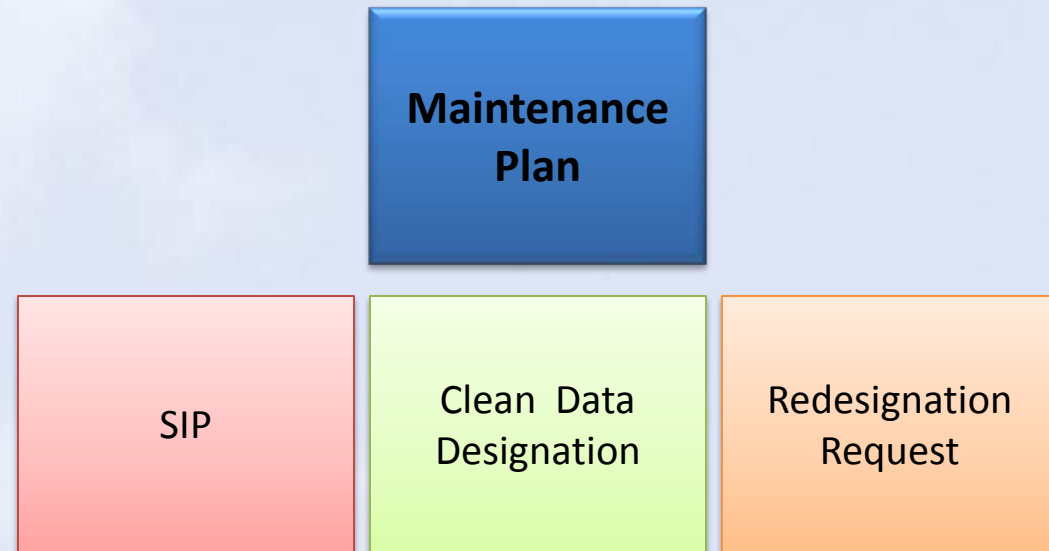 Maintenance
Plan
SIP
Clean Data
Designation
Redesignation
Request